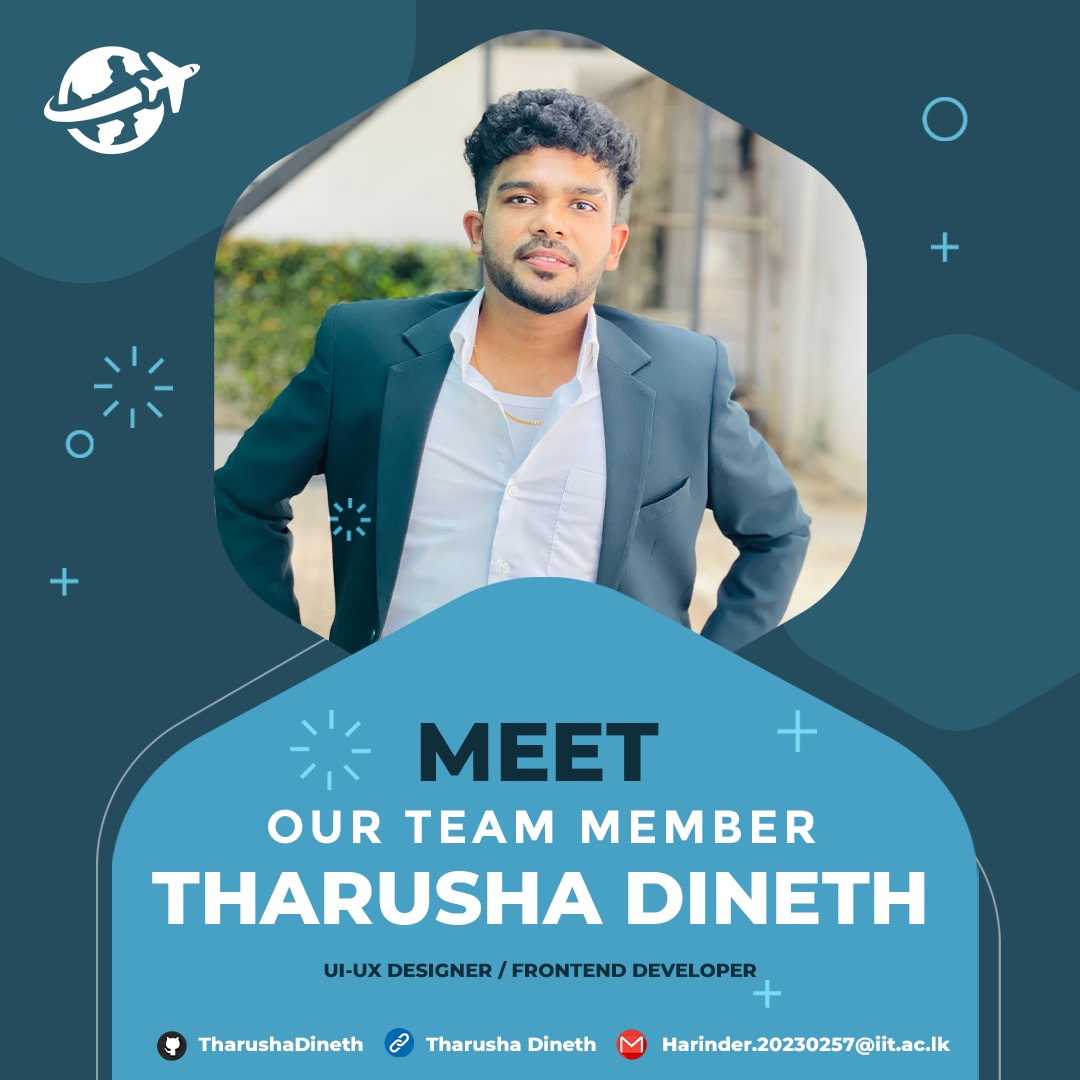 MEET
OUR TEAM MEMBER
THARUSHA DINETH
UI-UX DESIGNER / FRONTEND DEVELOPER
TharushaDineth Tharusha Dineth Harinder.20230257@iit.ac.lk